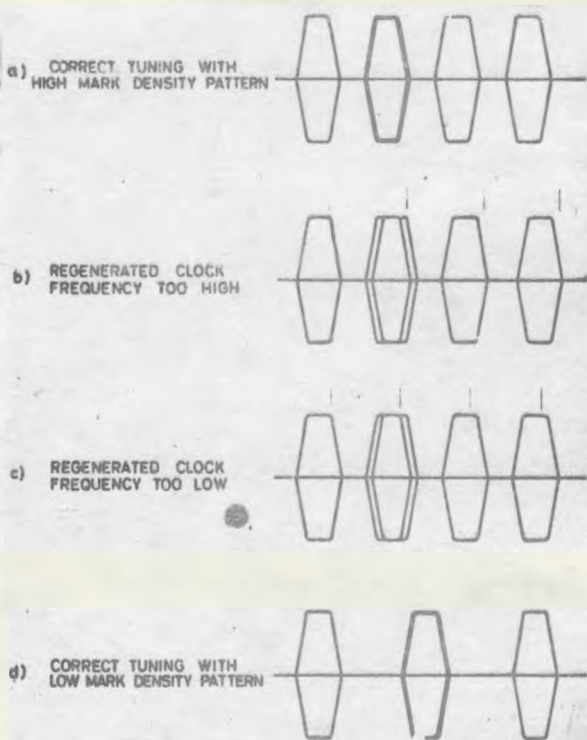 a) CORRECT TUNING WITH
HIGH MARK DENSITY PATTERN
b) REGENERATED CLOCK
FREQUENCY TOO HIGH
c) REGENERATED CLOCK
FREQUENCY TOO LOW
d) CORRECT TUNING WITH
LOW MARK DENSITY PATTERN